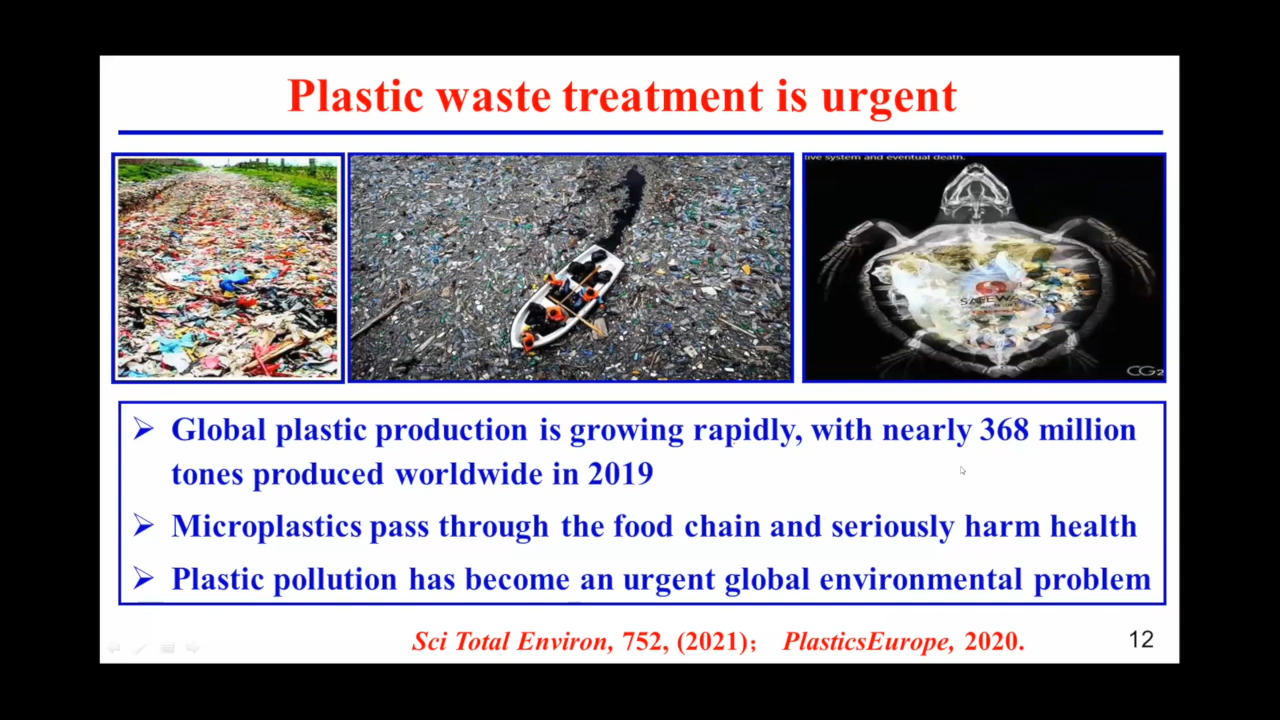 Plastic waste treatment is urgent
ive system and eventual death.
CG2
➢ Global plastic production is growing rapidly, with nearly 368 million
tones produced worldwide in 2019
➢ Microplastics pass through the food chain and seriously harm health
➢ Plastic pollution has become an urgent global environmental problem
Sci Total Environ, 752, (2021); PlasticsEurope, 2020.
12